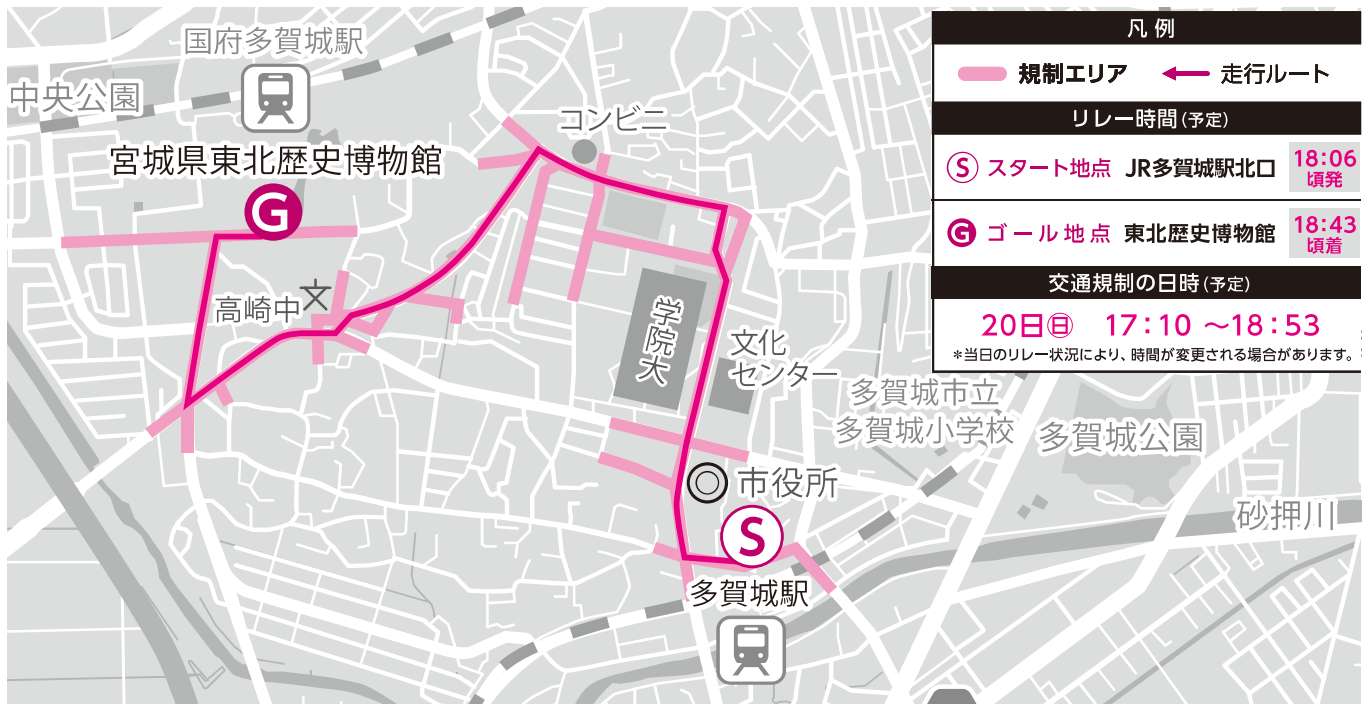 国府多賀城駅
中央公園
コンビニ
宮城県東北歴史博物館
G
高崎中
文
学院大
文化
センター
多賀城市立
多賀城小学校
多賀城公園
市役所
砂押川
S
多賀城駅
凡例
規制エリア 走行ルート
リレー時間(予定)
S スタート地点 JR多賀城駅北口 18:06頃発
G ゴール地点 東北歴史博物館 18:43頃着
交通規制の日時(予定)
20日㊐ 17:10 ～18:53
*当日のリレー状況により、時間が変更される場合があります。